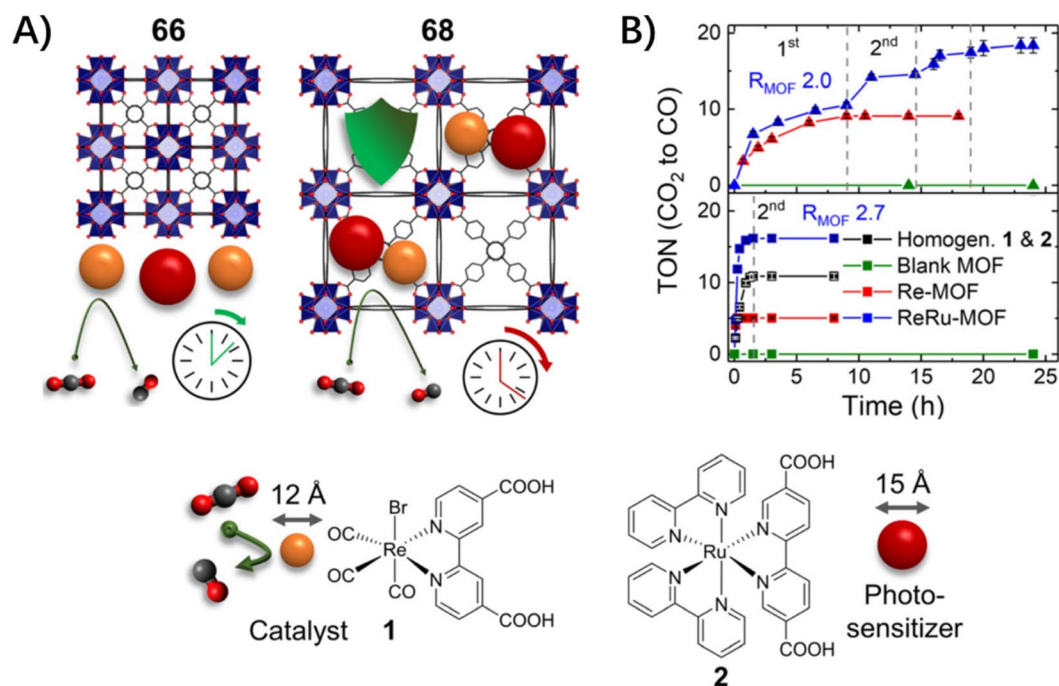 A)
66
68
B)
TON (CO₂ to CO)
20
10
0
1ˢᵗ
2ⁿᵈ
R_MOF 2.0
20
10
0
2ⁿᵈ
R_MOF 2.7
Homogen. 1 & 2
Blank MOF
Re-MOF
ReRu-MOF
0 5 10 15 20 25
Time (h)
12 Å
Br
COOH
OC
Re
N
N
OC
CO
COOH
Catalyst 1
COOH
N
N
N
Ru
N
N
N
COOH
2
15 Å
Photo-
sensitizer